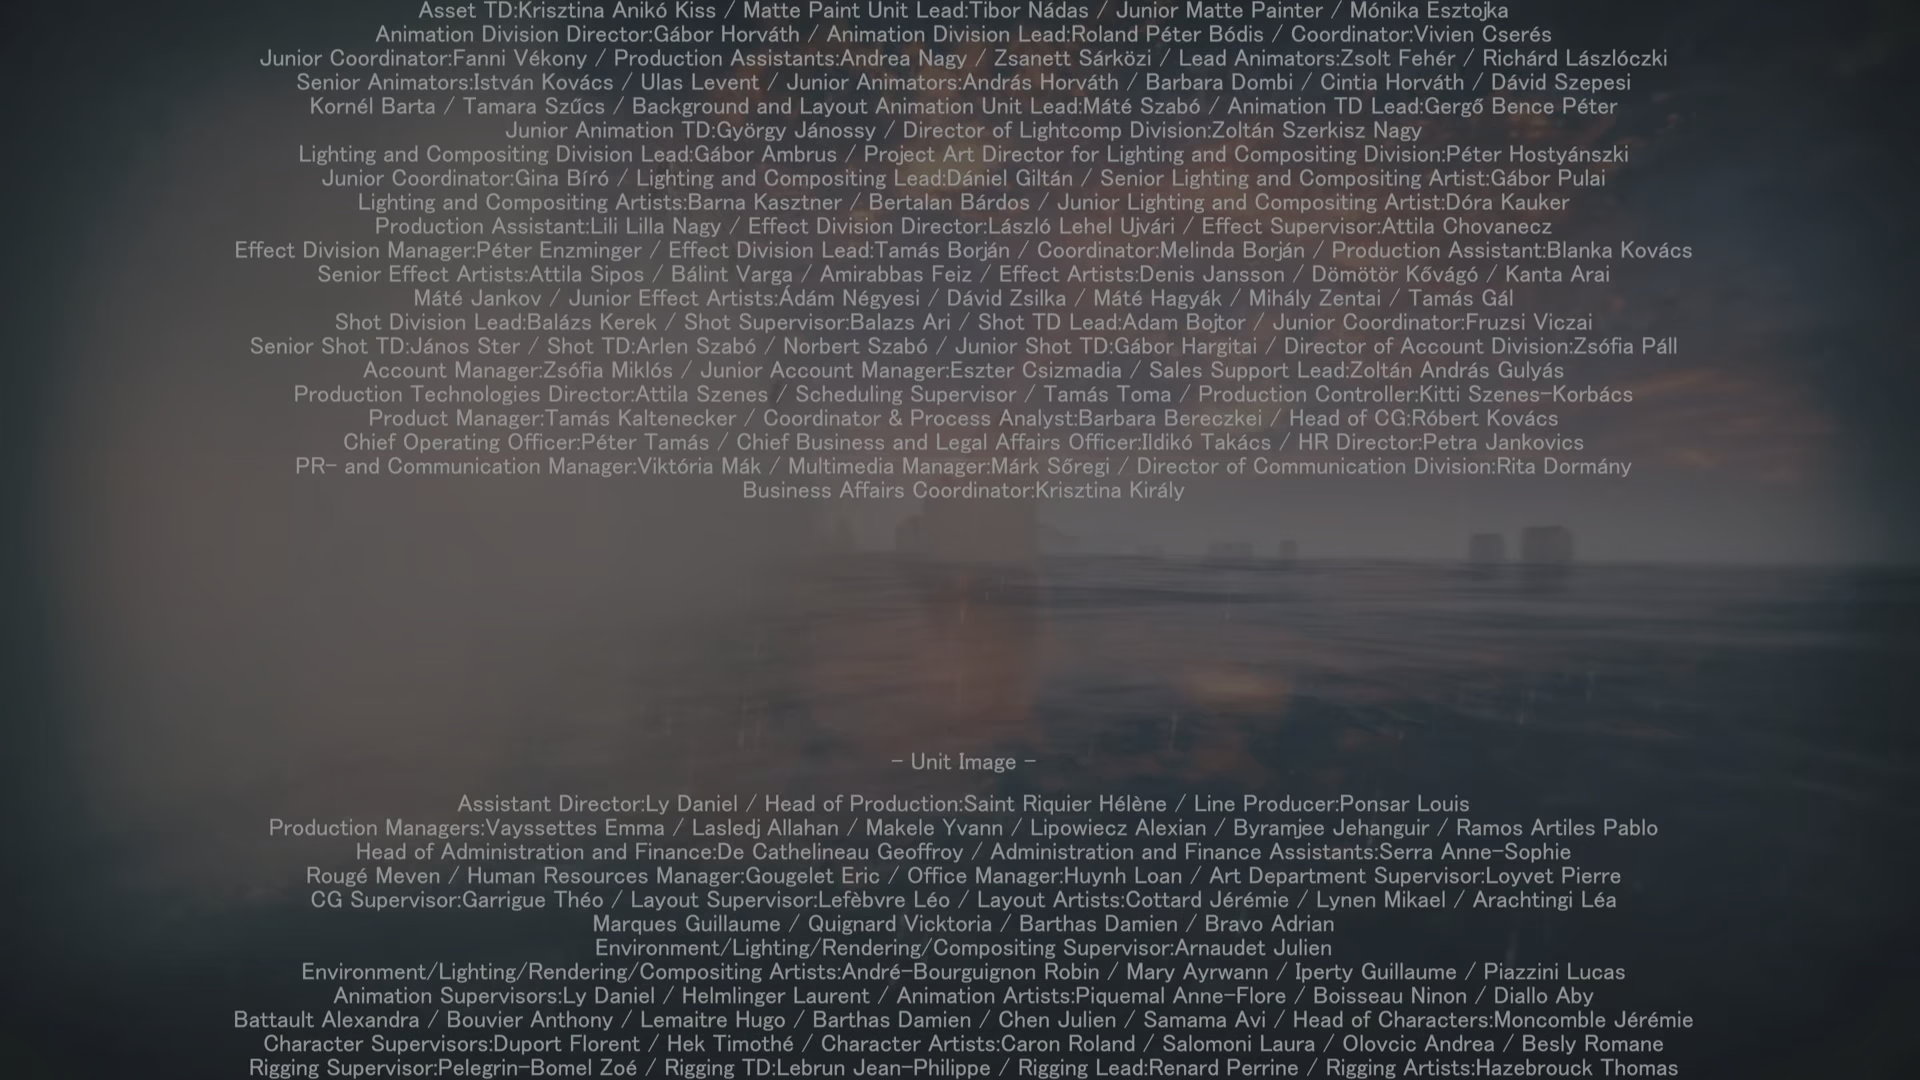 Asset TD:Krisztina Anikó Kiss / Matte Paint Unit Lead:Tibor Nádas / Junior Matte Painter / Mónika Esztojka
Animation Division Director:Gábor Horváth / Animation Division Lead:Roland Péter Bódis / Coordinator:Vivien Cserés
Junior Coordinator:Fanni Vékony / Production Assistants:Andrea Nagy / Zsanett Sárközi / Lead Animators:Zsolt Fehér / Richárd Lászlóczki
Senior Animators:István Kovács / Ulas Levent / Junior Animators:András Horváth / Barbara Dombi / Cintia Horváth / Dávid Szepesi
Kornél Barta / Tamara Szűcs / Background and Layout Animation Unit Lead:Máté Szabó / Animation TD Lead:Gergő Bence Péter
Junior Animation TD:György Jánossy / Director of Lightcomp Division:Zoltán Szerkisz Nagy
Lighting and Compositing Division Lead:Gábor Ambrus / Project Art Director for Lighting and Compositing Division:Péter Hostyánszki
Junior Coordinator:Gina Bíró / Lighting and Compositing Lead:Dániel Giltán / Senior Lighting and Compositing Artist:Gábor Pulai
Lighting and Compositing Artists:Barna Kasztner / Bertalan Bárdos / Junior Lighting and Compositing Artist:Dóra Kauker
Production Assistant:Lili Lilla Nagy / Effect Division Director:László Lehel Ujvári / Effect Supervisor:Attila Chovanecz
Effect Division Manager:Péter Enzminger / Effect Division Lead:Tamás Borján / Coordinator:Melinda Borján / Production Assistant:Blanka Kovács
Senior Effect Artists:Attila Sipos / Bálint Varga / Amirabbas Feiz / Effect Artists:Denis Jansson / Dömötör Kővágó / Kanta Arai
Máté Jankov / Junior Effect Artists:Ádám Négyesi / Dávid Zsilka / Máté Hagyák / Mihály Zentai / Tamás Gál
Shot Division Lead:Balázs Kerek / Shot Supervisor:Balazs Ari / Shot TD Lead:Adam Bojtor / Junior Coordinator:Fruzsi Viczai
Senior Shot TD:János Ster / Shot TD:Arlen Szabó / Norbert Szabó / Junior Shot TD:Gábor Hargitai / Director of Account Division:Zsófia Páll
Account Manager:Zsófia Miklós / Junior Account Manager:Eszter Csizmadia / Sales Support Lead:Zoltán András Gulyás
Production Technologies Director:Attila Szenes / Scheduling Supervisor / Tamás Toma / Production Controller:Kitti Szenes-Korbács
Product Manager:Tamás Kaltenecker / Coordinator & Process Analyst:Barbara Bereczkei / Head of CG:Róbert Kovács
Chief Operating Officer:Péter Tamás / Chief Business and Legal Affairs Officer:Ildikó Takács / HR Director:Petra Jankovics
PR- and Communication Manager:Viktória Mák / Multimedia Manager:Márk Sőregi / Director of Communication Division:Rita Dormány
Business Affairs Coordinator:Krisztina Király
- Unit Image -
Assistant Director:Ly Daniel / Head of Production:Saint Riquier Hélène / Line Producer:Ponsar Louis
Production Managers:Vayssettes Emma / Lasledj Allahan / Makele Yvann / Lipowiecz Alexian / Byramjee Jehanguir / Ramos Artiles Pablo
Head of Administration and Finance:De Cathelineau Geoffroy / Administration and Finance Assistants:Serra Anne-Sophie
Rougé Meven / Human Resources Manager:Gougelet Eric / Office Manager:Huynh Loan / Art Department Supervisor:Loyvet Pierre
CG Supervisor:Garrigue Théo / Layout Supervisor:Lefèbvre Léo / Layout Artists:Cottard Jérémie / Lynen Mikael / Arachtingi Léa
Marques Guillaume / Quignard Vicktoria / Barthas Damien / Bravo Adrian
Environment/Lighting/Rendering/Compositing Supervisor:Arnaudet Julien
Environment/Lighting/Rendering/Compositing Artists:André-Bourguignon Robin / Mary Ayrwann / Iperty Guillaume / Piazzini Lucas
Animation Supervisors:Ly Daniel / Helmlinger Laurent / Animation Artists:Piquemal Anne-Flore / Boisseau Ninon / Diallo Aby
Battault Alexandra / Bouvier Anthony / Lemaitre Hugo / Barthas Damien / Chen Julien / Samama Avi / Head of Characters:Moncomble Jérémie
Character Supervisors:Duport Florent / Hek Timothé / Character Artists:Caron Roland / Salomoni Laura / Olovcic Andrea / Besly Romane
Rigging Supervisor:Pelegrin-Bomel Zoé / Rigging TD:Lebrun Jean-Philippe / Rigging Lead:Renard Perrine / Rigging Artists:Hazebrouck Thomas